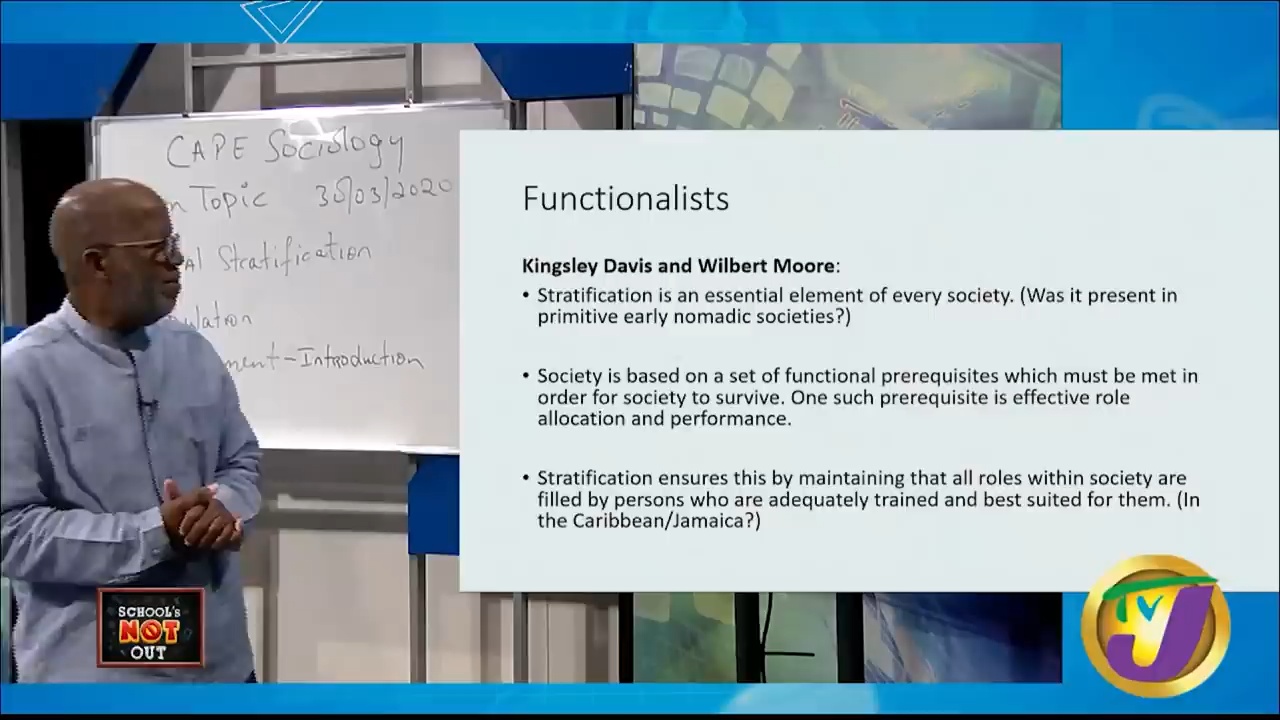 CAPE Sociology
Topic 30/03/2020
Stratification
Introduction
Functionalists
Kingsley Davis and Wilbert Moore:
• Stratification is an essential element of every society. (Was it present in
primitive early nomadic societies?)
• Society is based on a set of functional prerequisites which must be met in
order for society to survive. One such prerequisite is effective role
allocation and performance.
• Stratification ensures this by maintaining that all roles within society are
filled by persons who are adequately trained and best suited for them. (In
the Caribbean/Jamaica?)
SCHOOL'S
NOT
OUT
TVJ